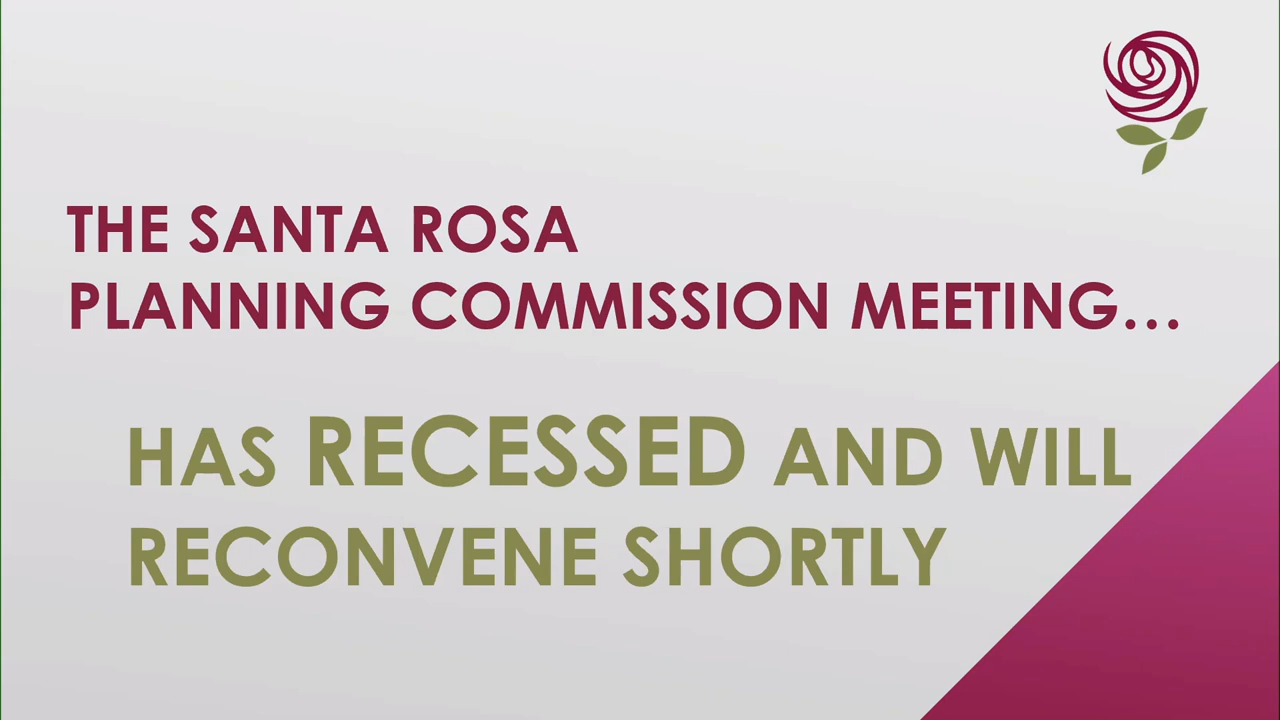 THE SANTA ROSA
PLANNING COMMISSION MEETING...
HAS RECESSED AND WILL
RECONVENE SHORTLY